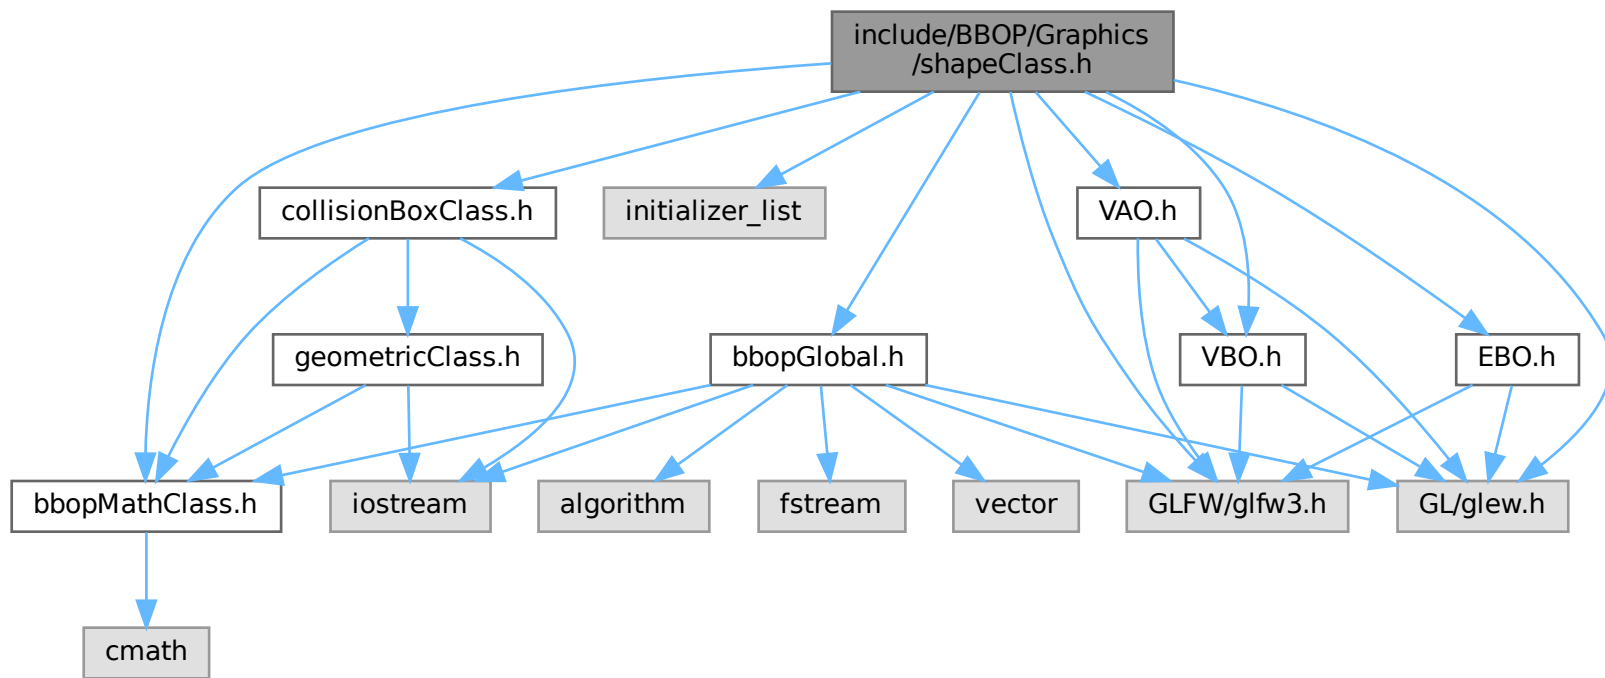 include/BBOP/Graphics
/shapeClass.h
collisionBoxClass.h
initializer_list
VAO.h
geometricClass.h
bbopGlobal.h
VBO.h
EBO.h
bbopMathClass.h
iostream
algorithm
fstream
vector
GLFW/glfw3.h
GL/glew.h
cmath